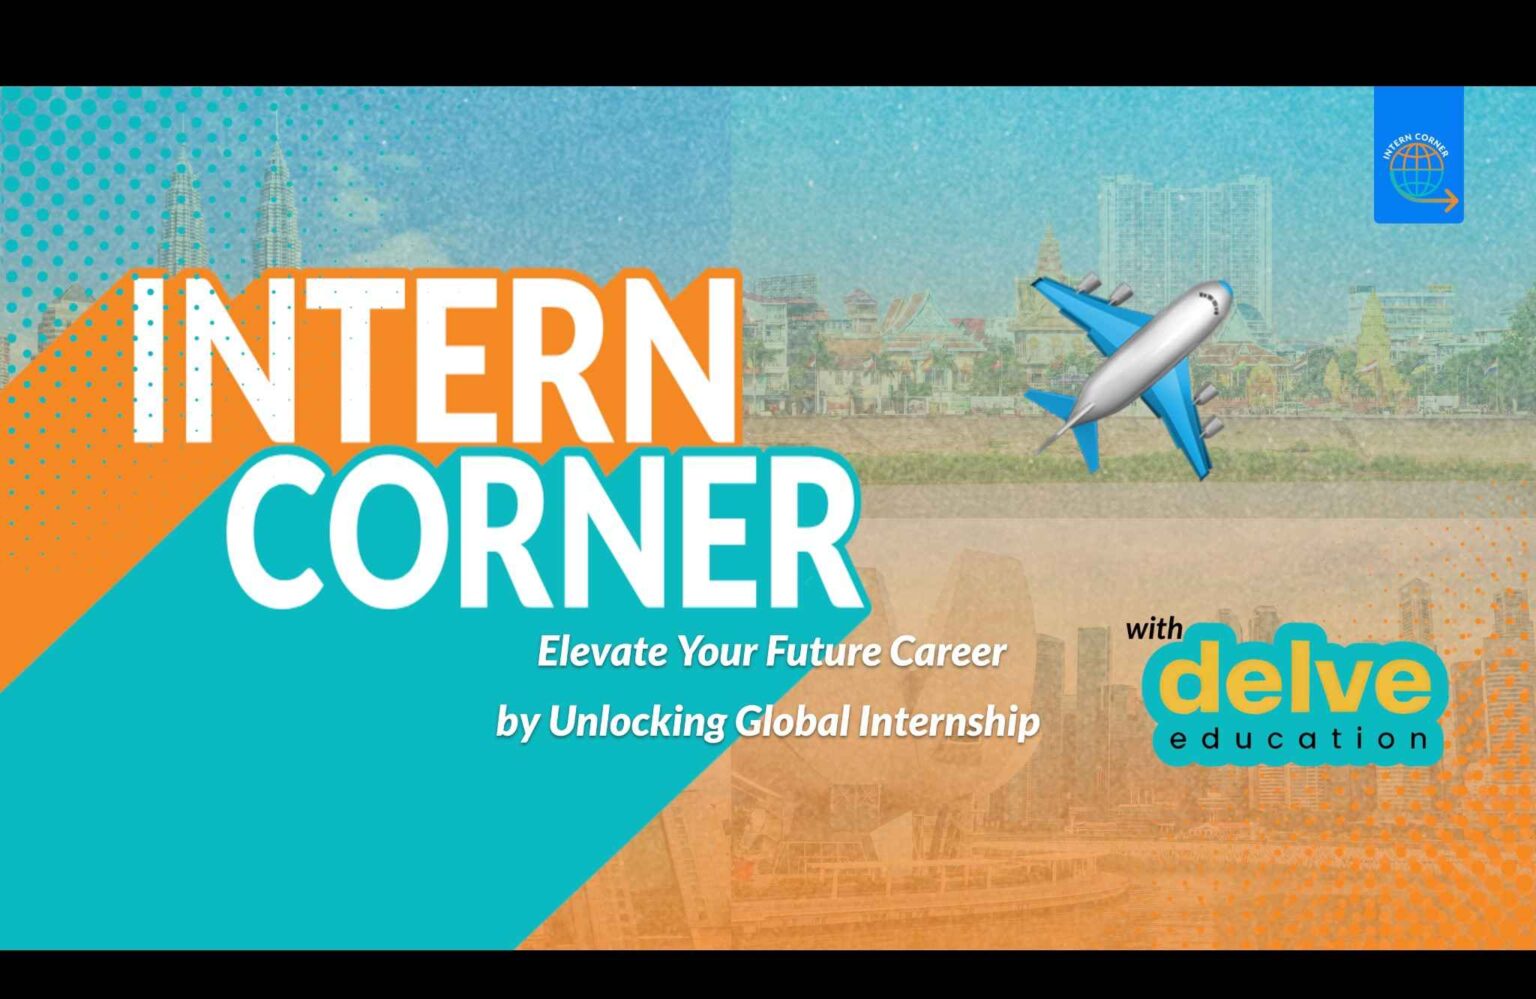 INTERN CORNER
INTERN
CORNER
Elevate Your Future Career
by Unlocking Global Internship
with
delve
education